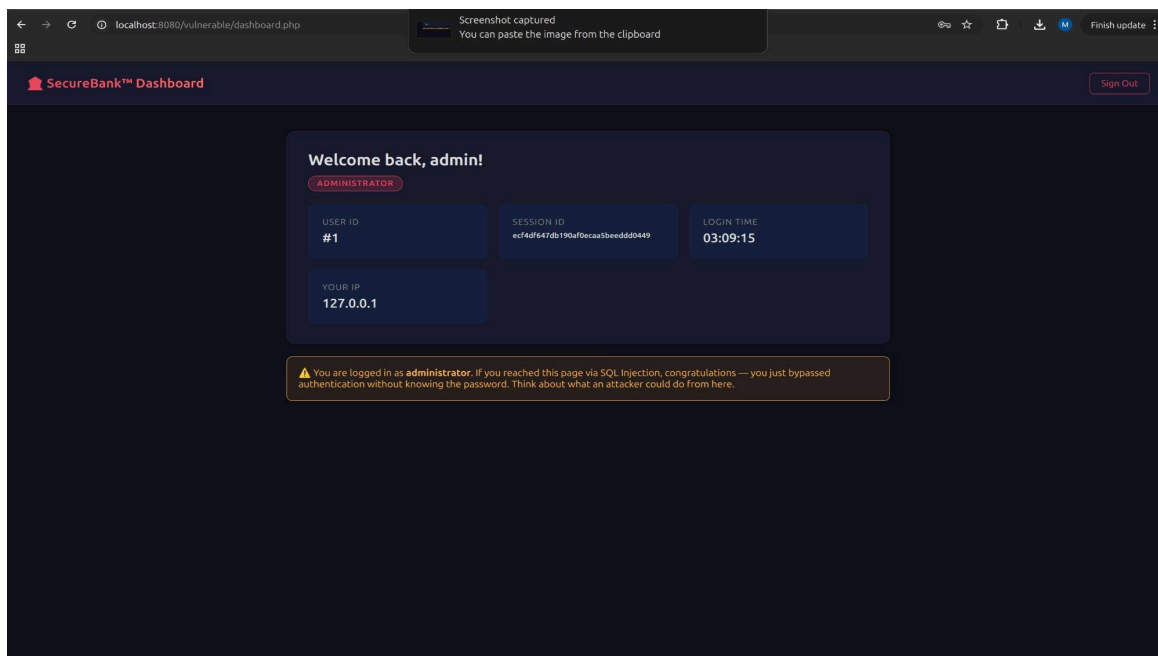 localhost:8080/vulnerable/dashboard.php
Screenshot captured
You can paste the image from the clipboard
M
Finish update
SecureBank™ Dashboard
Sign Out
Welcome back, admin!
ADMINISTRATOR
USER ID
#1
SESSION ID
ecf4df647db190af0ecaa5beeddd0449
LOGIN TIME
03:09:15
YOUR IP
127.0.0.1
⚠ You are logged in as administrator. If you reached this page via SQL Injection, congratulations — you just bypassed
authentication without knowing the password. Think about what an attacker could do from here.